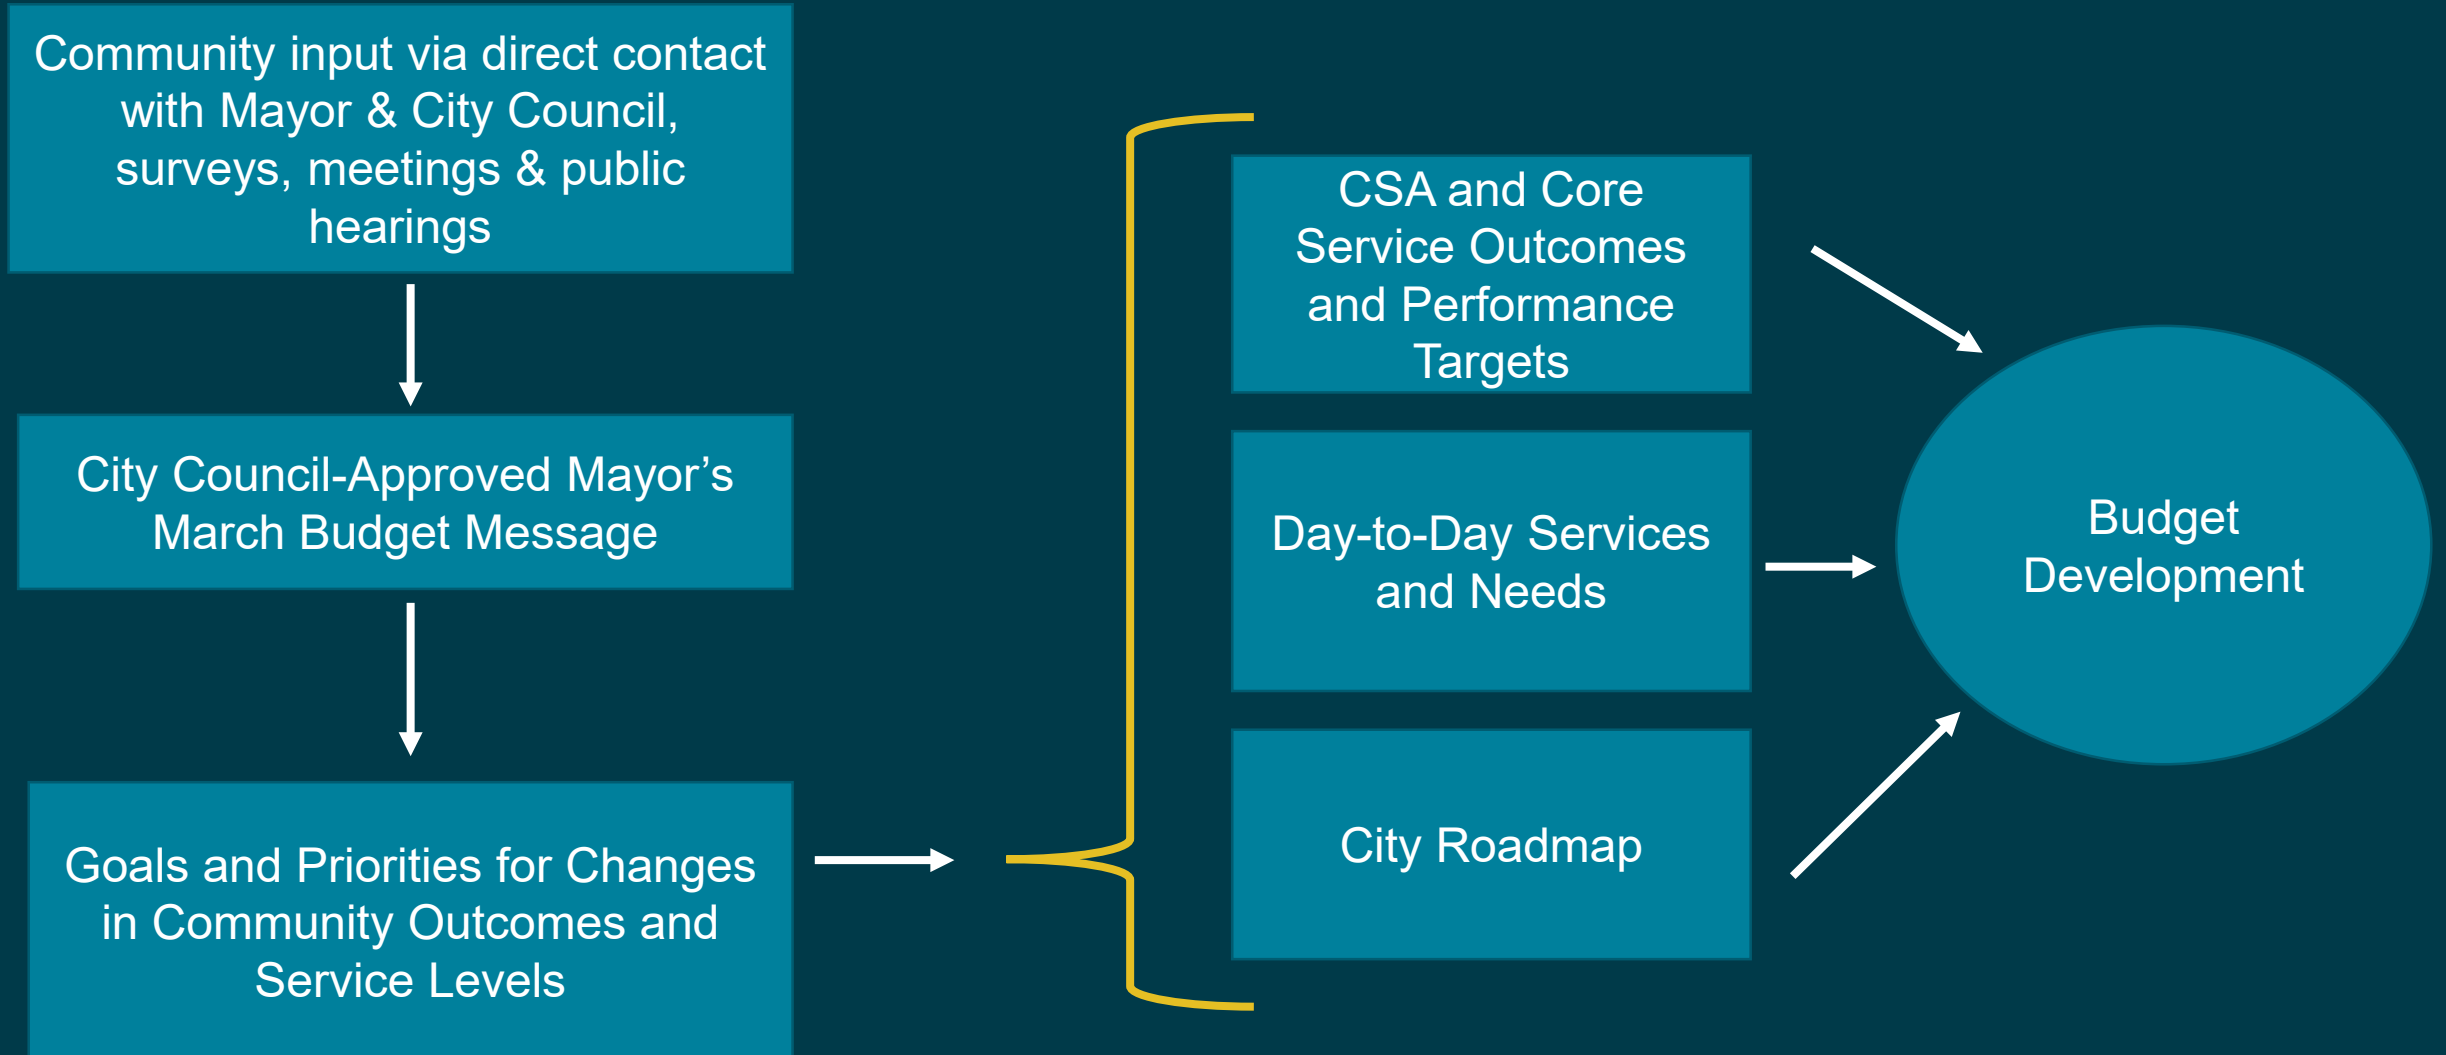 Community input via direct contact
with Mayor & City Council,
surveys, meetings & public
hearings
City Council-Approved Mayor’s
March Budget Message
Goals and Priorities for Changes
in Community Outcomes and
Service Levels
CSA and Core
Service Outcomes
and Performance
Targets
Day-to-Day Services
and Needs
City Roadmap
Budget
Development